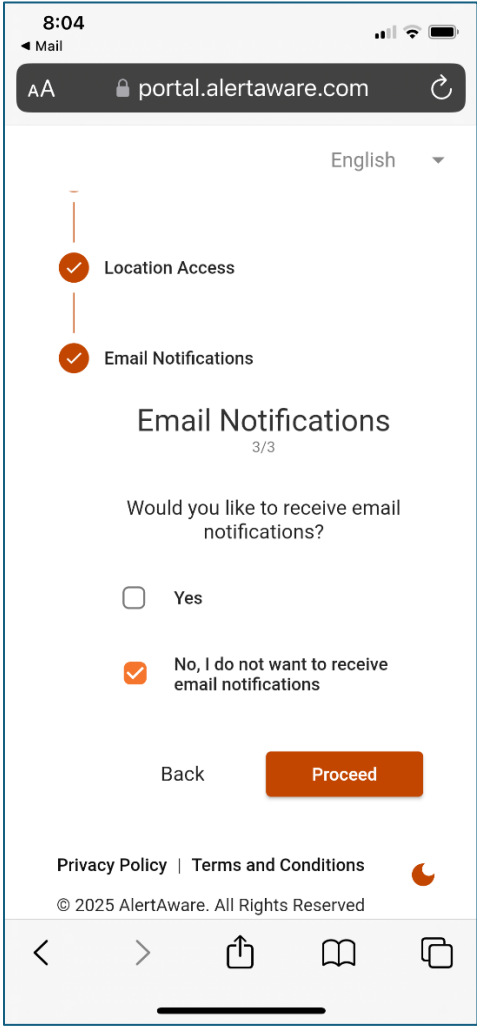 8:04
◀ Mail
AA portal.alertaware.com
English
Location Access
Email Notifications
Email Notifications
3/3
Would you like to receive email
notifications?
Yes
No, I do not want to receive
email notifications
Back Proceed
Privacy Policy | Terms and Conditions
© 2025 AlertAware. All Rights Reserved